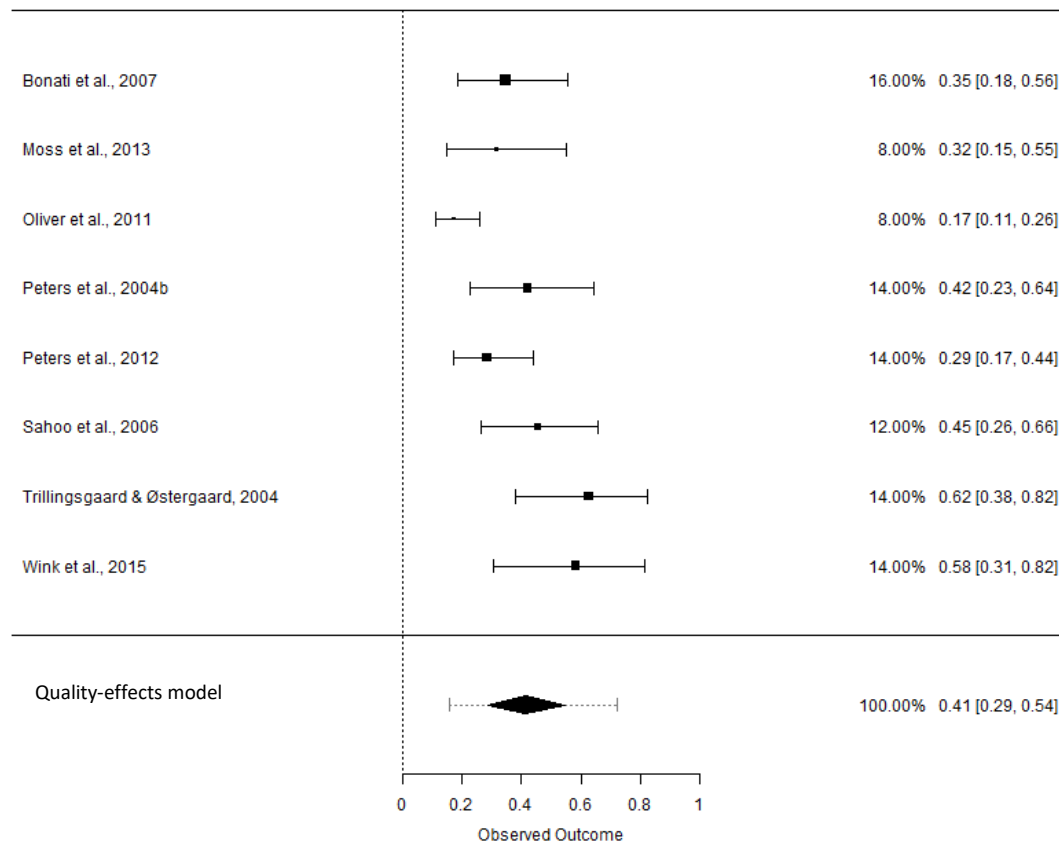 Bonati et al., 2007 16.00% 0.35 [0.18, 0.56]
Moss et al., 2013 8.00% 0.32 [0.15, 0.55]
Oliver et al., 2011 8.00% 0.17 [0.11, 0.26]
Peters et al., 2004b 14.00% 0.42 [0.23, 0.64]
Peters et al., 2012 14.00% 0.29 [0.17, 0.44]
Sahoo et al., 2006 12.00% 0.45 [0.26, 0.66]
Trillingsgaard & Østergaard, 2004 14.00% 0.62 [0.38, 0.82]
Wink et al., 2015 14.00% 0.58 [0.31, 0.82]
Quality-effects model 100.00% 0.41 [0.29, 0.54]
0 0.2 0.4 0.6 0.8 1
Observed Outcome